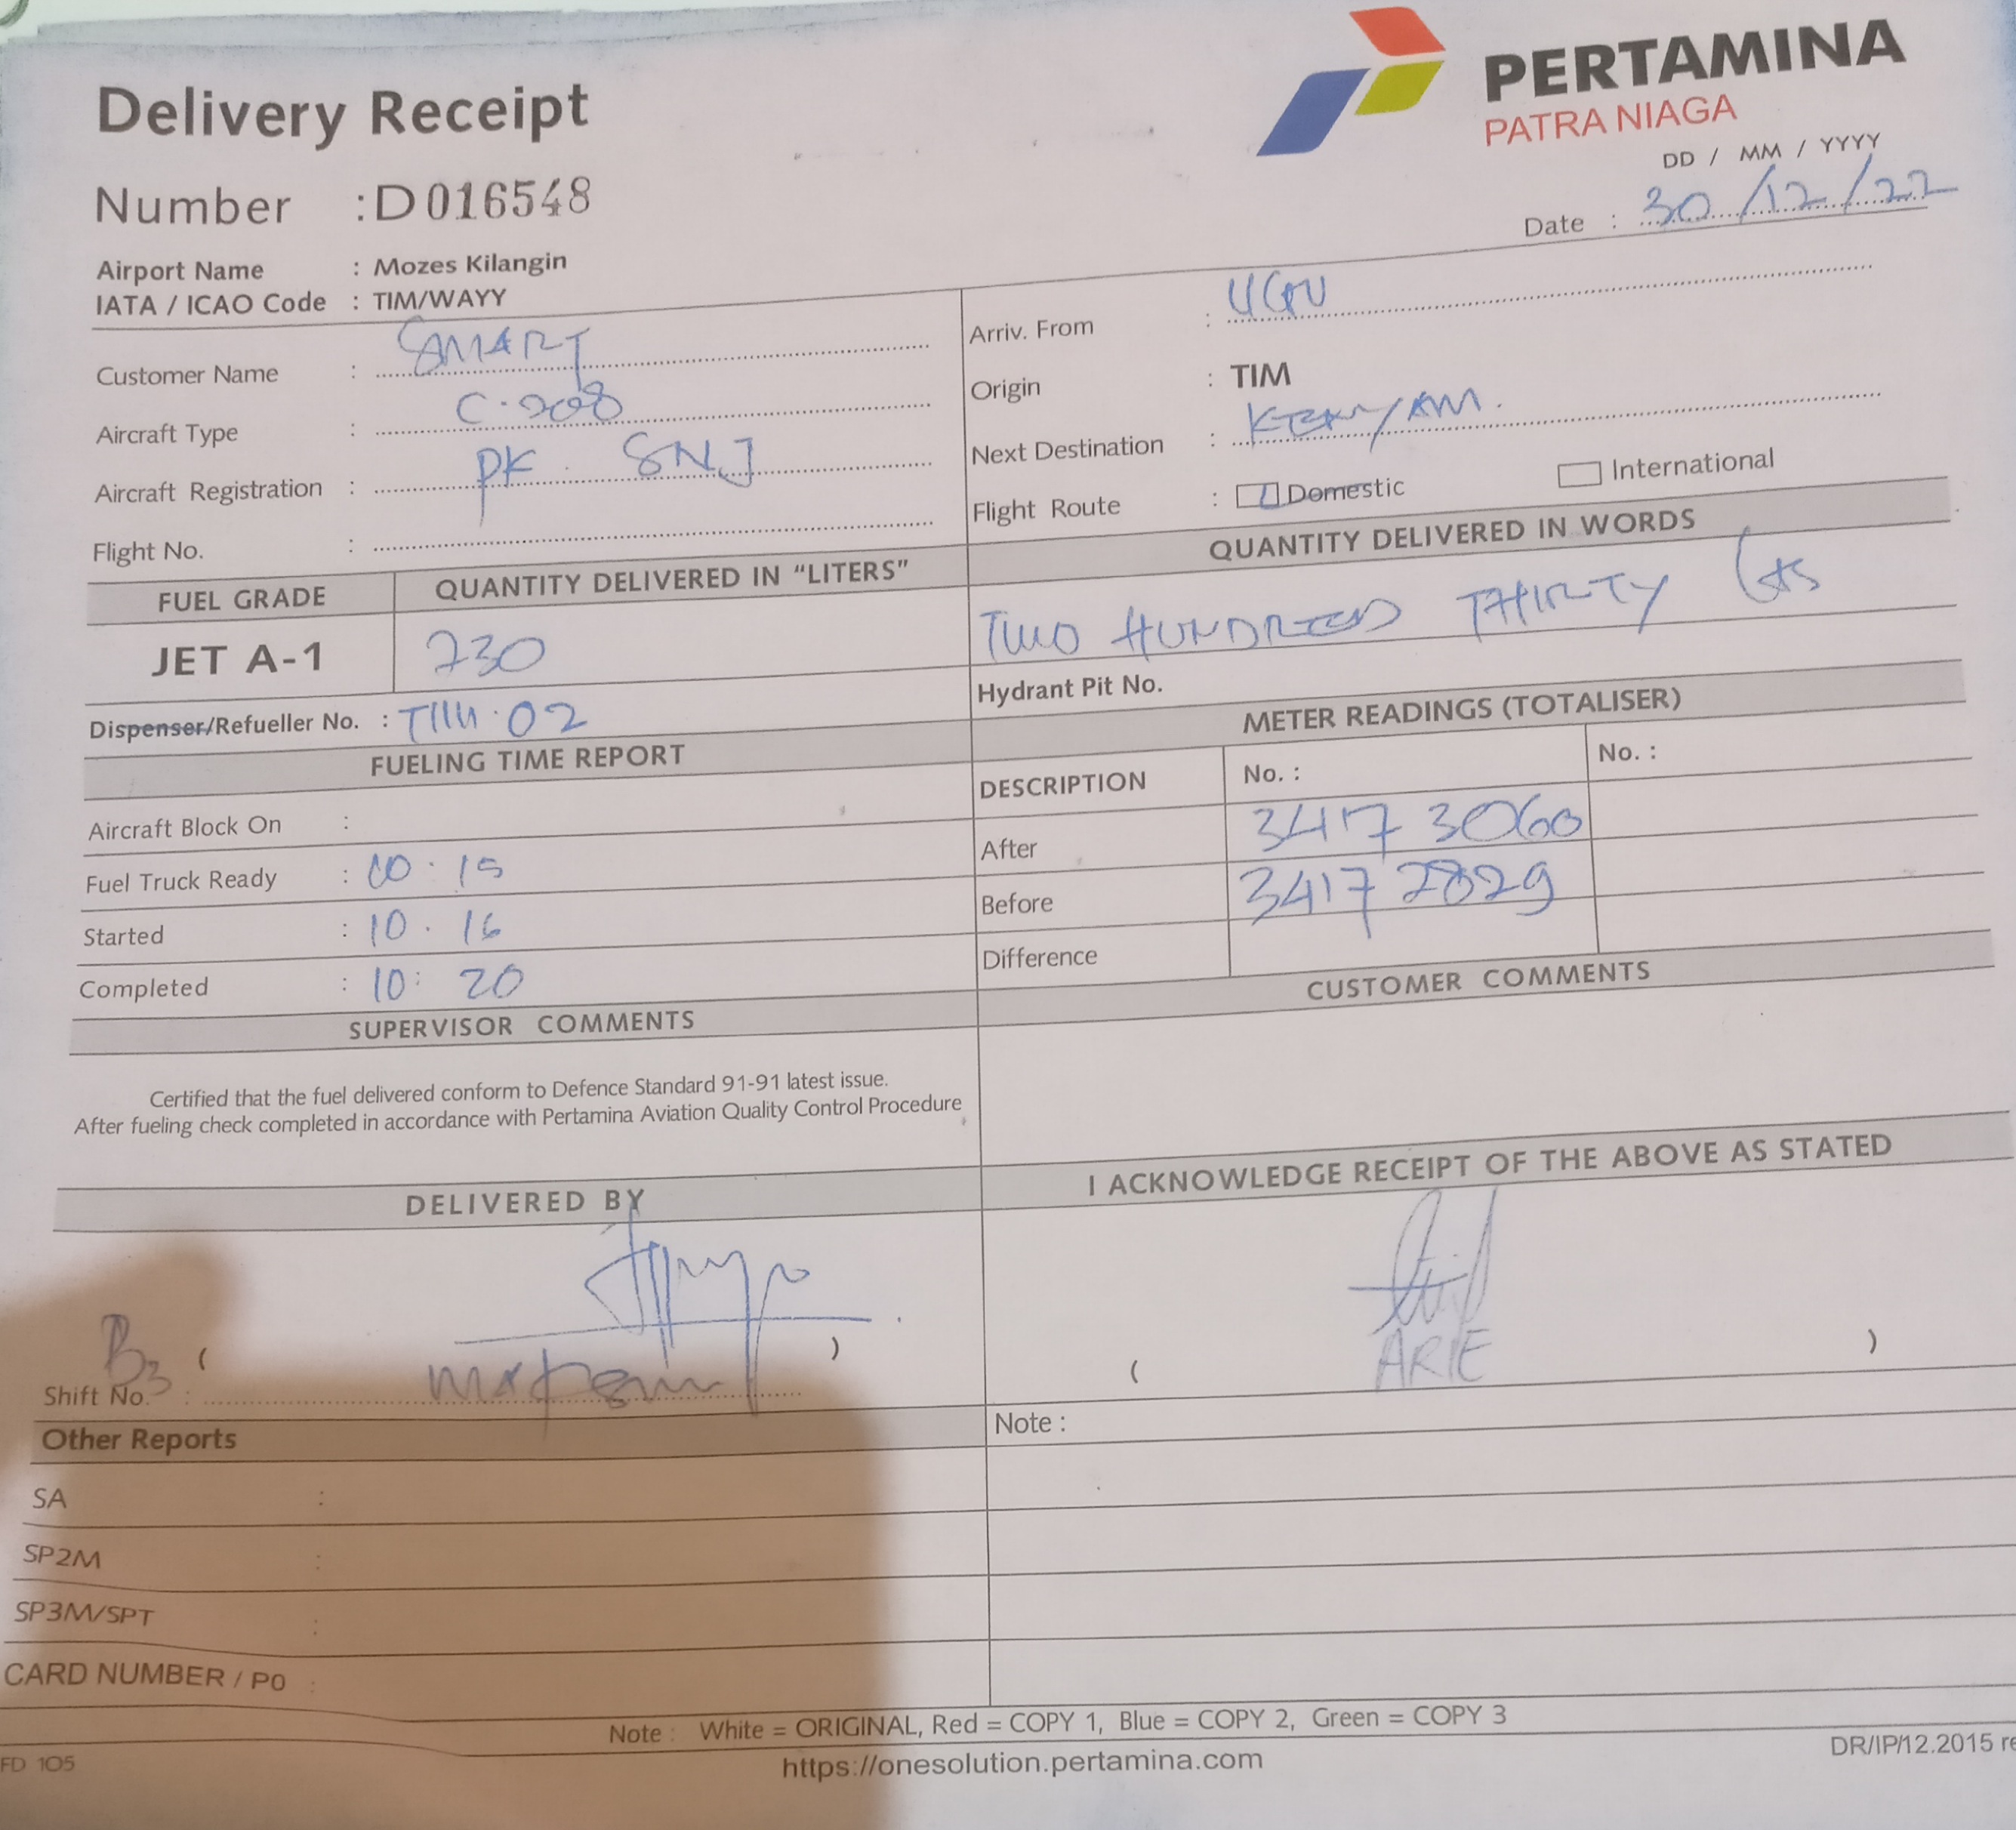 Delivery Receipt
PERTAMINA
PATRA NIAGA
Number : D 016548
DD / MM / YYYY
Date : 30/12/22
Airport Name : Mozes Kilangin
IATA / ICAO Code : TIM/WAYY
Customer Name : SMART
Aircraft Type : C.208
Aircraft Registration : PK. SNJ
Flight No. :
Arriv. From : UGU
Origin : TIM
Next Destination : KENYAM.
Flight Route : Domestic International
FUEL GRADE QUANTITY DELIVERED IN “LITERS” QUANTITY DELIVERED IN WORDS
JET A-1 230 TWO HUNDRED THIRTY Lts
Dispenser/Refueller No. : TIM.02
Hydrant Pit No.
FUELING TIME REPORT
METER READINGS (TOTALISER)
Aircraft Block On :
Fuel Truck Ready : 10.15
Started : 10.16
Completed : 10:20
DESCRIPTION No. : No. :
After 3417 3060
Before 3417 2829
Difference
SUPERVISOR COMMENTS
CUSTOMER COMMENTS
Certified that the fuel delivered conform to Defence Standard 91-91 latest issue.
After fueling check completed in accordance with Pertamina Aviation Quality Control Procedure
DELIVERED BY
I ACKNOWLEDGE RECEIPT OF THE ABOVE AS STATED
B3 ( )
Shift No. :
( ARIE )
Other Reports
Note :
SA :
SP2M :
SP3M/SPT :
CARD NUMBER / PO :
Note : White = ORIGINAL, Red = COPY 1, Blue = COPY 2, Green = COPY 3
FD 105
https://onesolution.pertamina.com
DR/IP/12.2015 re